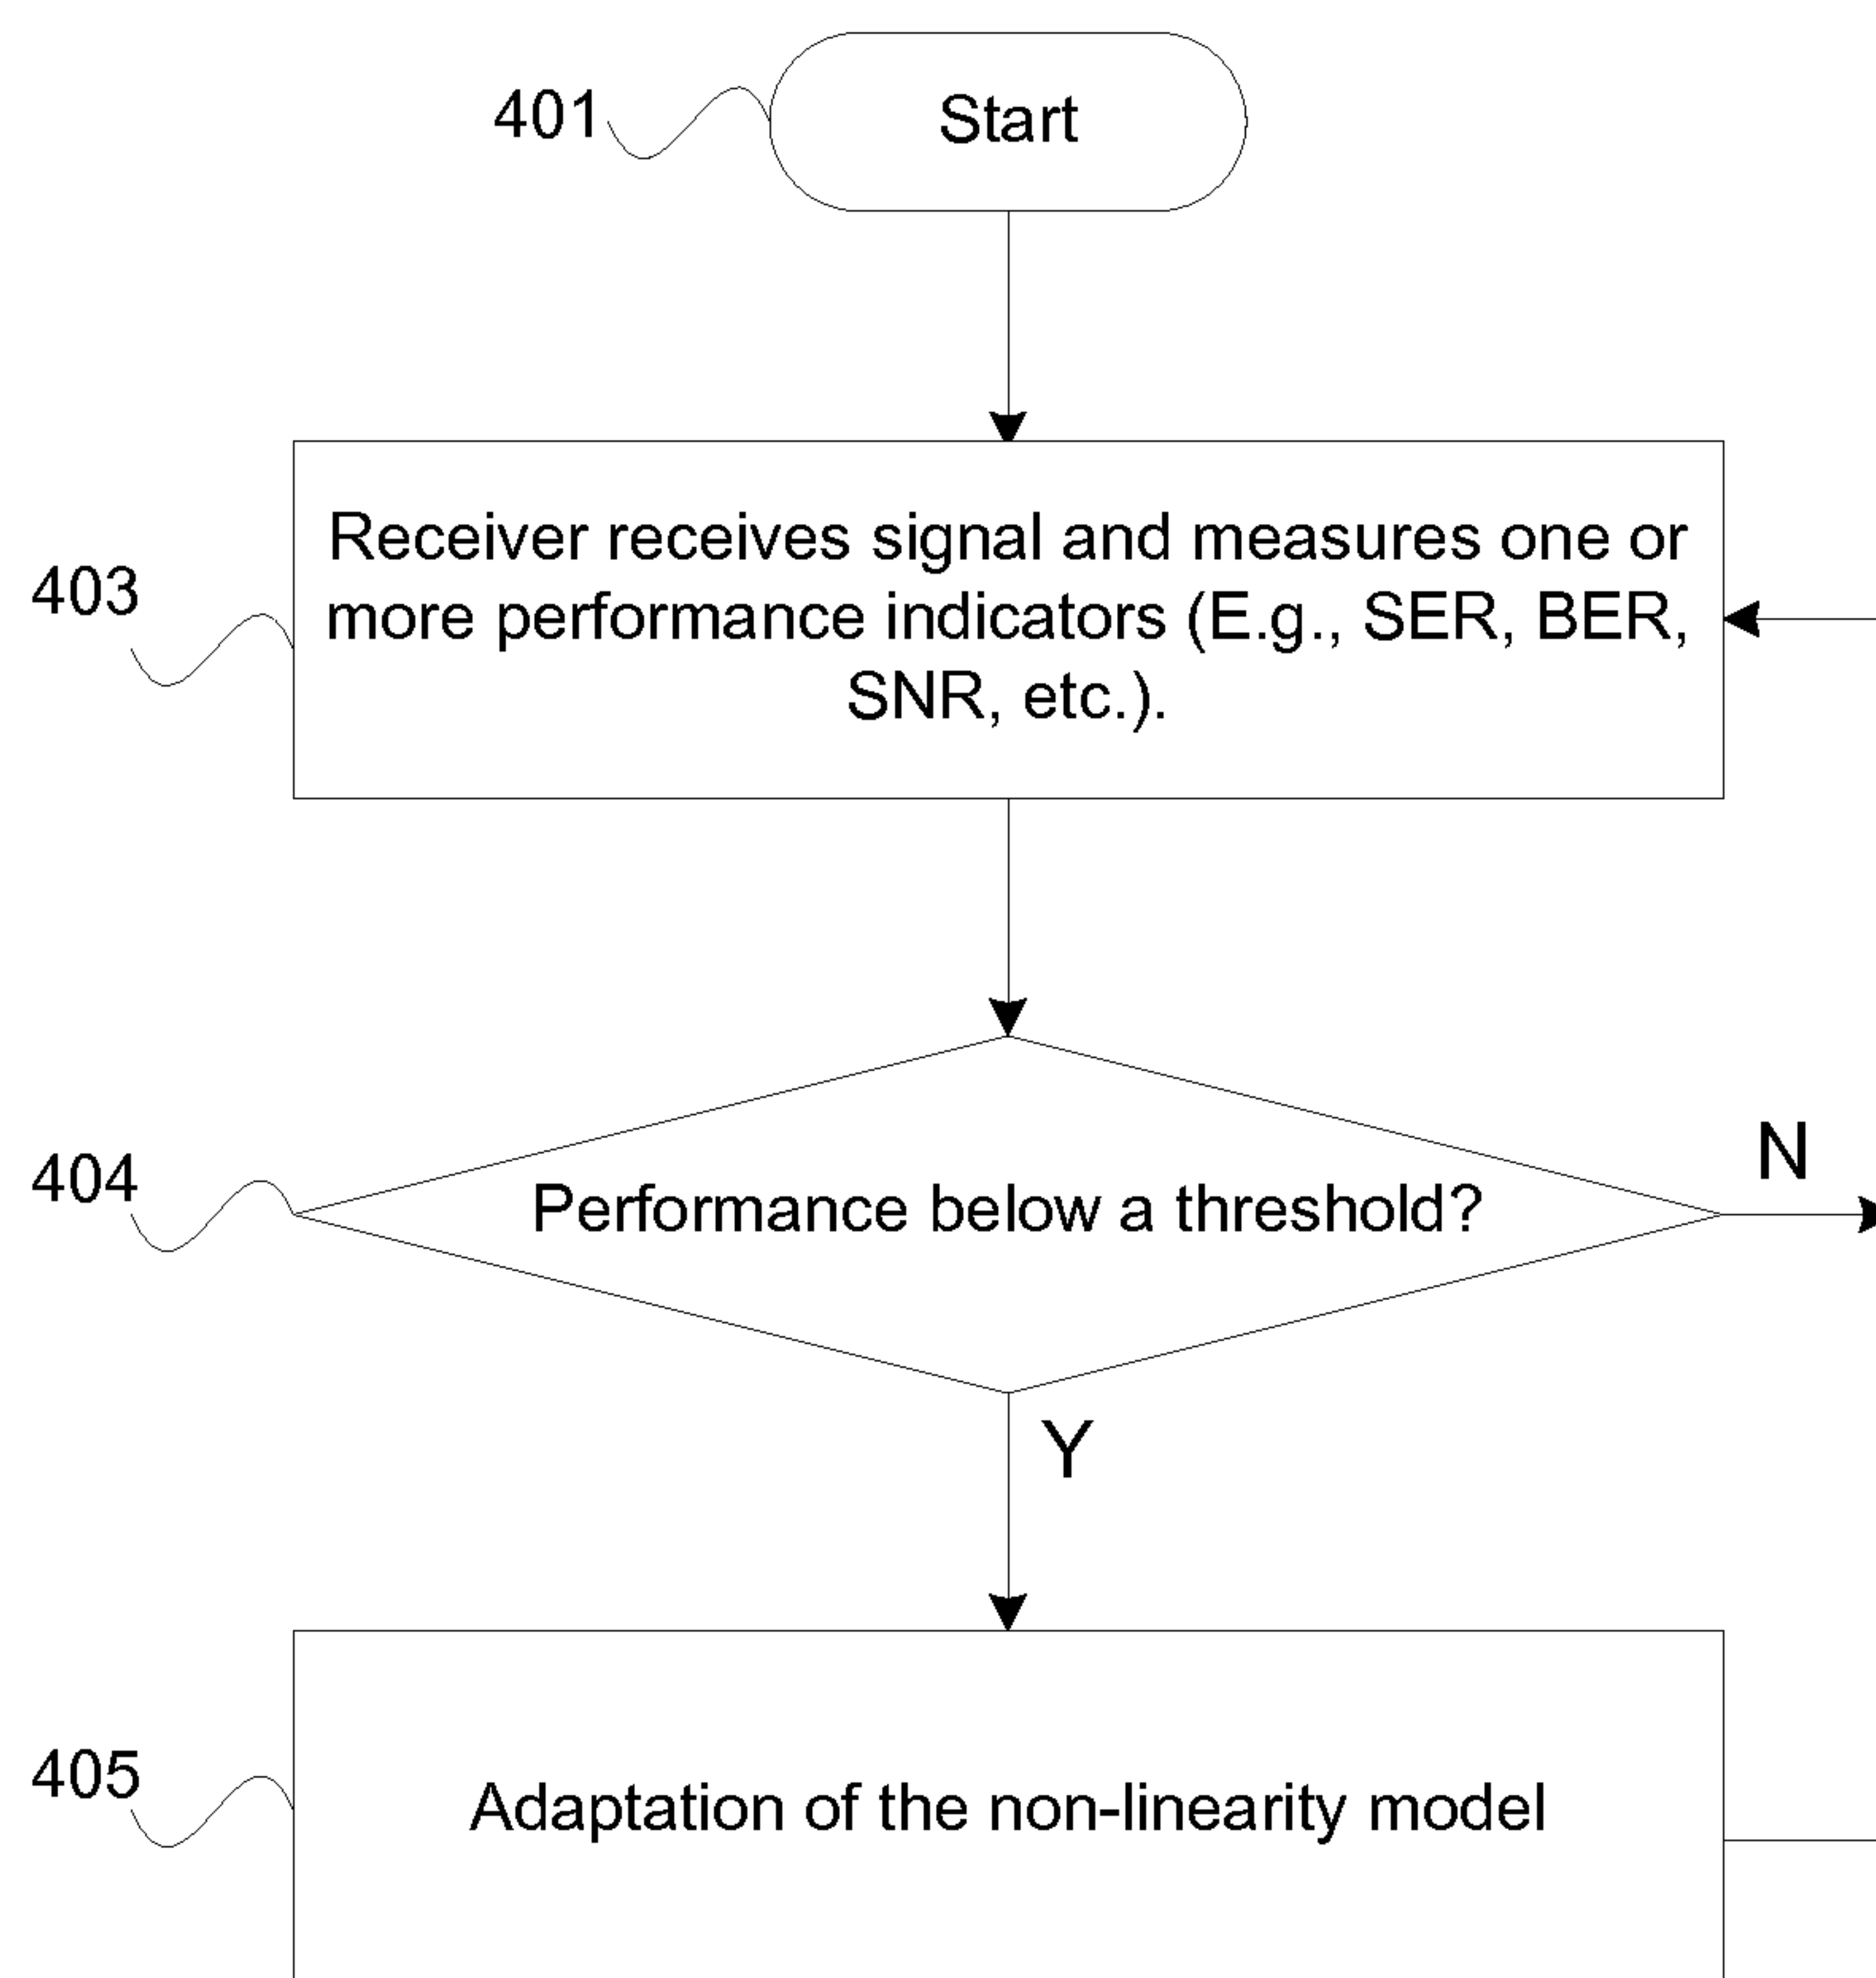 401
Start
403
Receiver receives signal and measures one or
more performance indicators (E.g., SER, BER,
SNR, etc.).
404
Performance below a threshold?
N
Y
405
Adaptation of the non-linearity model